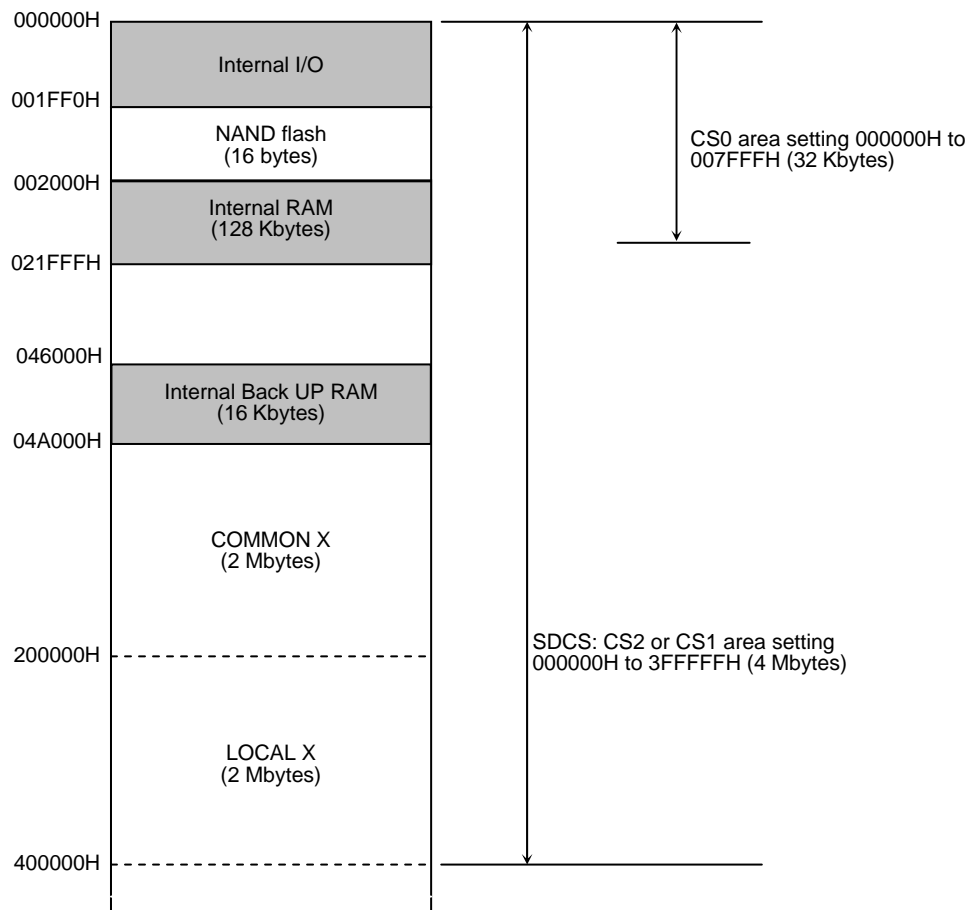 000000H
Internal I/O
001FF0H
NAND flash
(16 bytes)
002000H
Internal RAM
(128 Kbytes)
021FFFH
046000H
Internal Back UP RAM
(16 Kbytes)
04A000H
COMMON X
(2 Mbytes)
200000H
LOCAL X
(2 Mbytes)
400000H
CS0 area setting 000000H to
007FFFH (32 Kbytes)
SDCS: CS2 or CS1 area setting
000000H to 3FFFFFH (4 Mbytes)